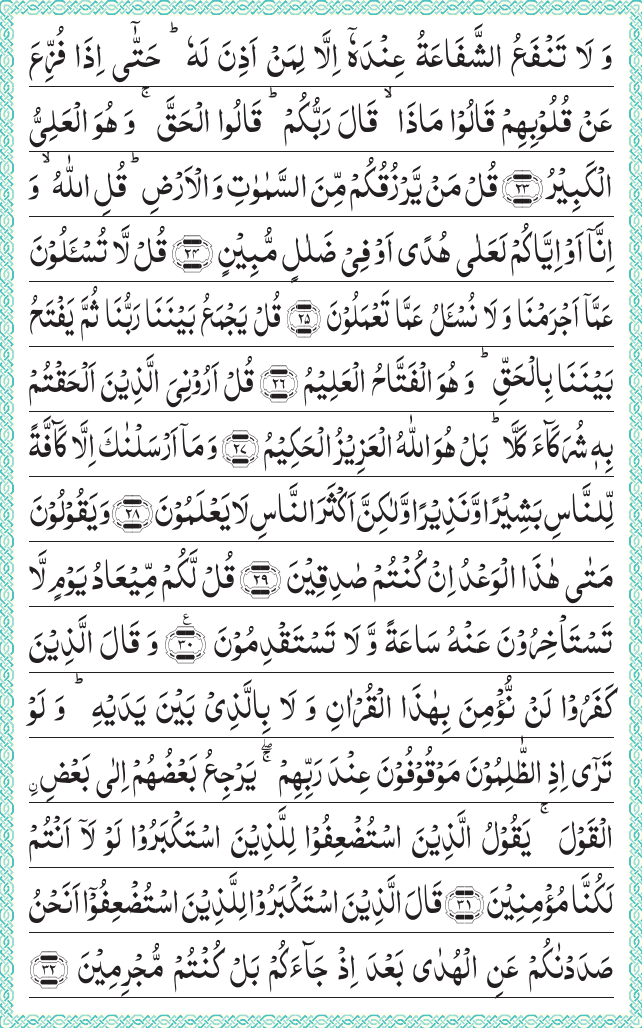 وَ لَا تَنْفَعُ الشَّفَاعَةُ عِنْدَهٗۤ اِلَّا لِمَنْ اَذِنَ لَهٗ ؕ حَتّٰۤى اِذَا فُزِّعَ
عَنْ قُلُوْبِهِمْ قَالُوْا مَاذَا ۙ قَالَ رَبُّكُمْ ؕ قَالُوا الْحَقَّ ۚ وَ هُوَ الْعَلِیُّ
الْكَبِیْرُ ﴿۲۳﴾ قُلْ مَنْ یَّرْزُقُكُمْ مِّنَ السَّمٰوٰتِ وَ الْاَرْضِ ؕ قُلِ اللّٰهُ ۙ وَ
اِنَّاۤ اَوْ اِیَّاكُمْ لَعَلٰى هُدًى اَوْ فِیْ ضَلٰلٍ مُّبِیْنٍ ﴿۲۴﴾ قُلْ لَّا تُسْـَٔلُوْنَ
عَمَّاۤ اَجْرَمْنَا وَ لَا نُسْـَٔلُ عَمَّا تَعْمَلُوْنَ ﴿۲۵﴾ قُلْ یَجْمَعُ بَیْنَنَا رَبُّنَا ثُمَّ یَفْتَحُ
بَیْنَنَا بِالْحَقِّ ؕ وَ هُوَ الْفَتَّاحُ الْعَلِیْمُ ﴿۲۶﴾ قُلْ اَرُوْنِیَ الَّذِیْنَ اَلْحَقْتُمْ
بِهٖ شُرَكَآءَ كَلَّا ؕ بَلْ هُوَ اللّٰهُ الْعَزِیْزُ الْحَكِیْمُ ﴿۲۷﴾ وَ مَاۤ اَرْسَلْنٰكَ اِلَّا كَآفَّةً
لِّلنَّاسِ بَشِیْرًا وَّ نَذِیْرًا وَّ لٰكِنَّ اَكْثَرَ النَّاسِ لَا یَعْلَمُوْنَ ﴿۲۸﴾ وَ یَقُوْلُوْنَ
مَتٰى هٰذَا الْوَعْدُ اِنْ كُنْتُمْ صٰدِقِیْنَ ﴿۲۹﴾ قُلْ لَّكُمْ مِّیْعَادُ یَوْمٍ لَّا
تَسْتَاْخِرُوْنَ عَنْهُ سَاعَةً وَّ لَا تَسْتَقْدِمُوْنَ ﴿۳۰﴾ ع وَ قَالَ الَّذِیْنَ
كَفَرُوْا لَنْ نُّؤْمِنَ بِهٰذَا الْقُرْاٰنِ وَ لَا بِالَّذِیْ بَیْنَ یَدَیْهِ ؕ وَ لَوْ
تَرٰۤى اِذِ الظّٰلِمُوْنَ مَوْقُوْفُوْنَ عِنْدَ رَبِّهِمْ ۖۚ یَرْجِعُ بَعْضُهُمْ اِلٰى بَعْضِ ِ۟
الْقَوْلَ ۚ یَقُوْلُ الَّذِیْنَ اسْتُضْعِفُوْا لِلَّذِیْنَ اسْتَكْبَرُوْا لَوْ لَاۤ اَنْتُمْ
لَكُنَّا مُؤْمِنِیْنَ ﴿۳۱﴾ قَالَ الَّذِیْنَ اسْتَكْبَرُوْا لِلَّذِیْنَ اسْتُضْعِفُوْۤا اَنَحْنُ
صَدَدْنٰكُمْ عَنِ الْهُدٰى بَعْدَ اِذْ جَآءَكُمْ بَلْ كُنْتُمْ مُّجْرِمِیْنَ ﴿۳۲﴾